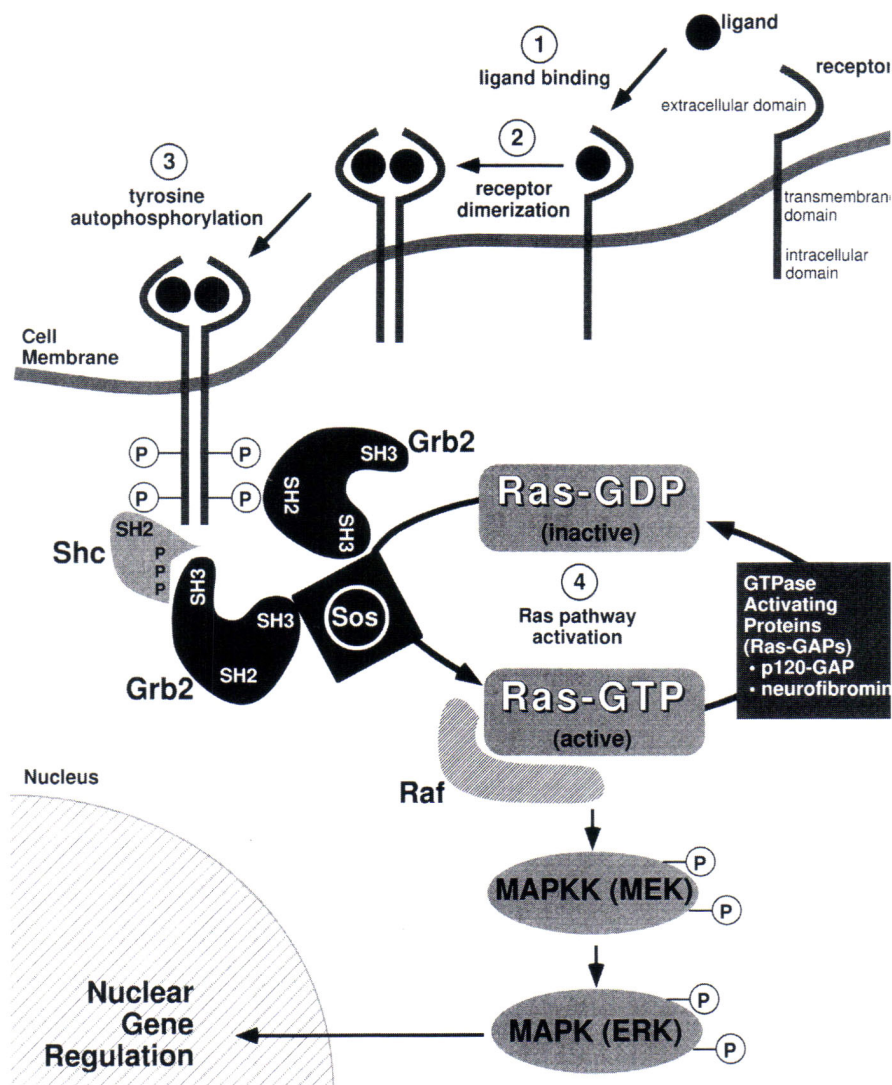 ligand
1
ligand binding
receptor
extracellular domain
2
receptor
dimerization
3
tyrosine
autophosphorylation
domain
intracellular
domain
Cell
Membrane
P
P
P
P
Grb2
SH3
SH2
SH3
Ras-GDP
(inactive)
Shc
SH2
P
P
P
SH3
SH3
SH2
Grb2
Sos
4
Ras pathway
activation
GTPase
Activating
Proteins
(Ras-GAPs)
• p120-GAP
• neurofibromin
Ras-GTP
(active)
Raf
Nucleus
MAPKK (MEK)
P
P
MAPK (ERK)
P
P
Nuclear
Gene
Regulation